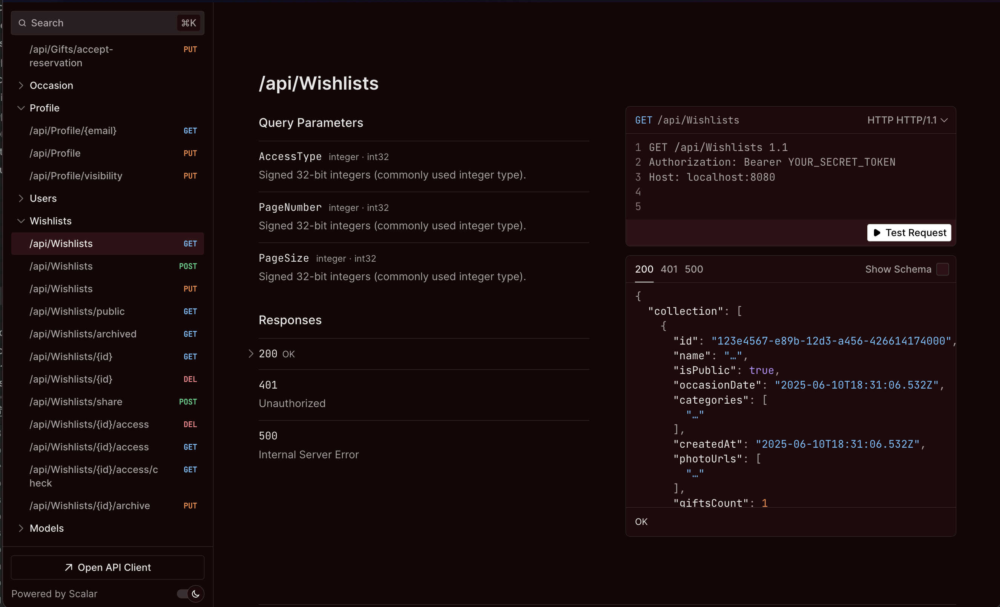 Search
⌘K
/api/Gifts/accept-
reservation
PUT
Occasion
Profile
/api/Profile/{email} GET
/api/Profile PUT
/api/Profile/visibility PUT
Users
Wishlists
/api/Wishlists GET
/api/Wishlists POST
/api/Wishlists PUT
/api/Wishlists/public GET
/api/Wishlists/archived GET
/api/Wishlists/{id} GET
/api/Wishlists/{id} DEL
/api/Wishlists/share POST
/api/Wishlists/{id}/access DEL
/api/Wishlists/{id}/access GET
/api/Wishlists/{id}/access/c
heck
GET
/api/Wishlists/{id}/archive PUT
Models
Open API Client
Powered by Scalar
/api/Wishlists
Query Parameters
AccessType integer · int32
Signed 32-bit integers (commonly used integer type).
PageNumber integer · int32
Signed 32-bit integers (commonly used integer type).
PageSize integer · int32
Signed 32-bit integers (commonly used integer type).
Responses
200 OK
401
Unauthorized
500
Internal Server Error
GET /api/Wishlists HTTP HTTP/1.1
1 GET /api/Wishlists 1.1
2 Authorization: Bearer YOUR_SECRET_TOKEN
3 Host: localhost:8080
4
5
Test Request
200 401 500 Show Schema
{
"collection": [
{
"id": "123e4567-e89b-12d3-a456-426614174000",
"name": "…",
"isPublic": true,
"occasionDate": "2025-06-10T18:31:06.532Z",
"categories": [
"…"
],
"createdAt": "2025-06-10T18:31:06.532Z",
"photoUrls": [
"…"
],
"giftsCount": 1
OK